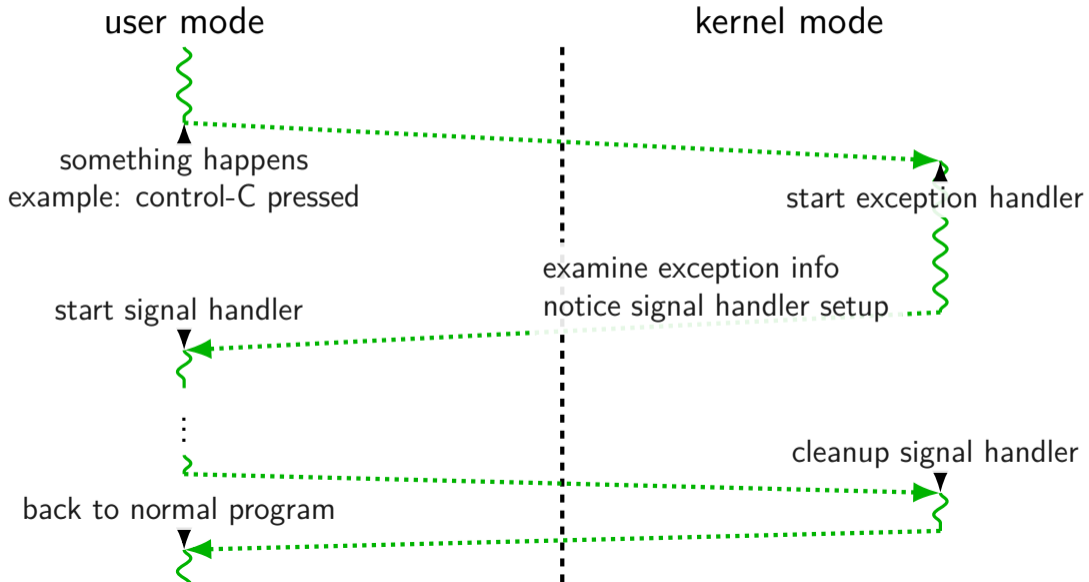 user mode
kernel mode
something happens
example: control-C pressed
start exception handler
examine exception info
notice signal handler setup
start signal handler
⋮
cleanup signal handler
back to normal program